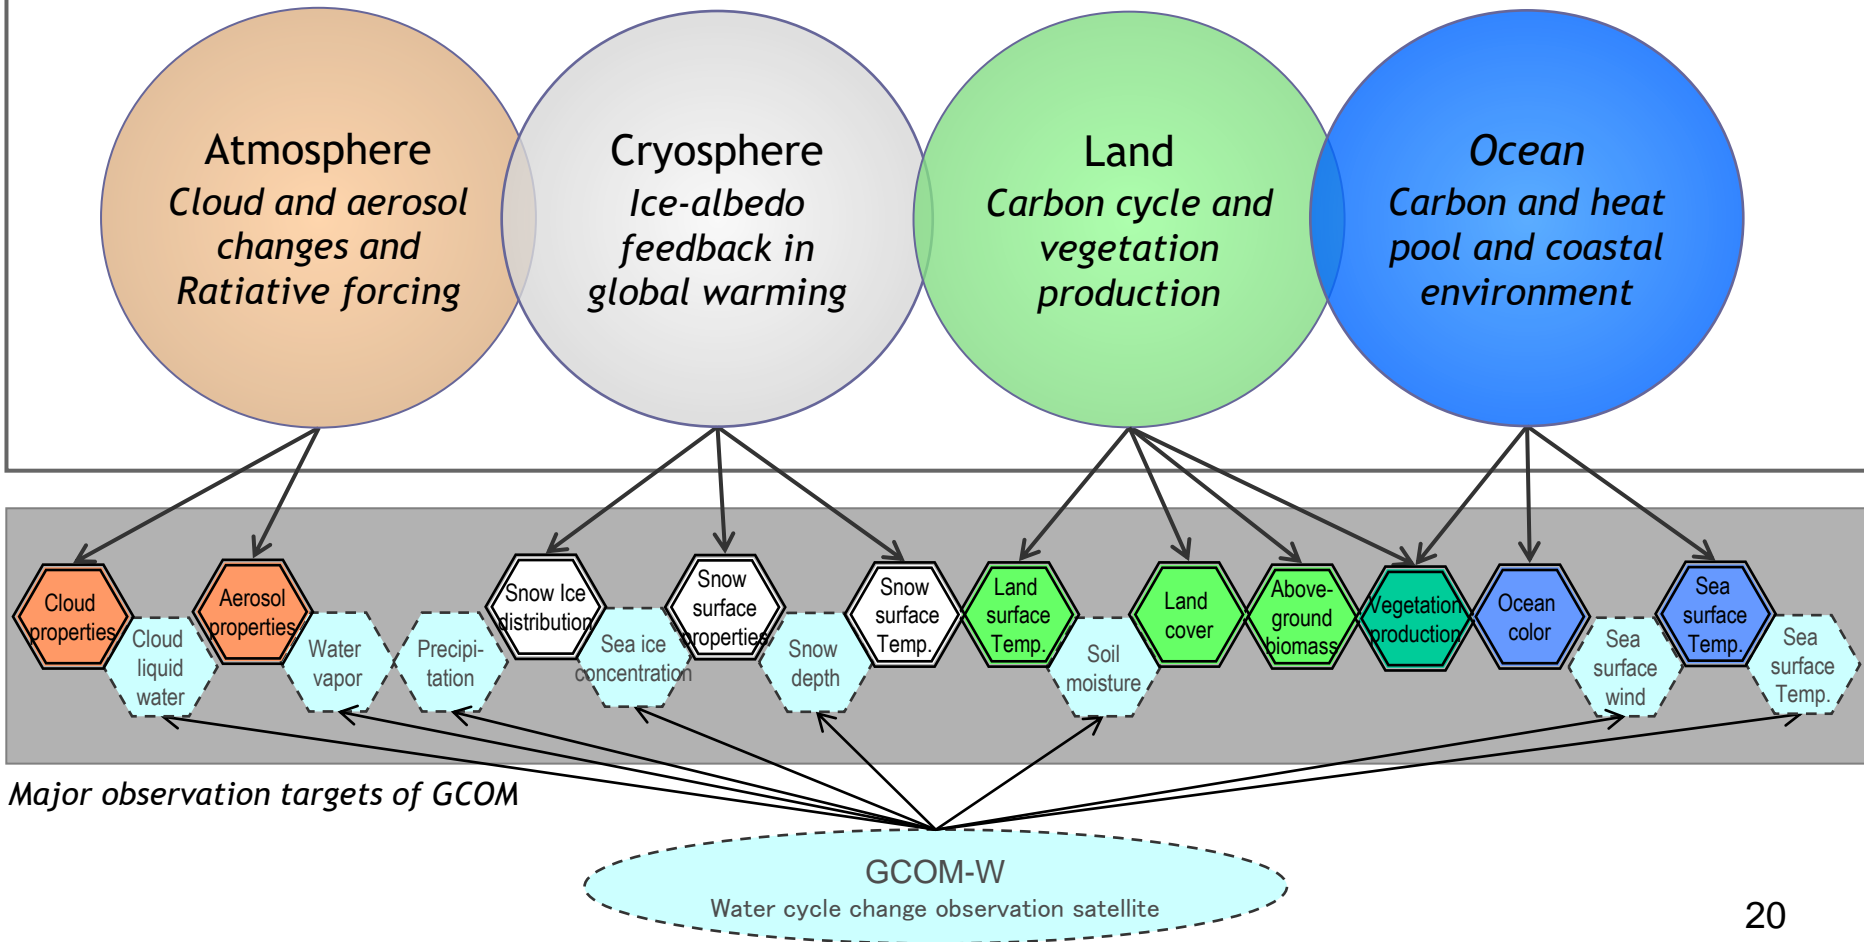 Atmosphere
Cloud and aerosol
changes and
Ratiative forcing
Cryosphere
Ice-albedo
feedback in
global warming
Land
Carbon cycle and
vegetation
production
Ocean
Carbon and heat
pool and coastal
environment
Cloud
properties
Cloud
liquid
water
Aerosol
properties
Water
vapor
Precipi-
tation
Snow Ice
distribution
Sea ice
concentration
Snow
surface
properties
Snow
depth
Snow
surface
Temp.
Land
surface
Temp.
Soil
moisture
Land
cover
Above-
ground
biomass
Vegetation
production
Ocean
color
Sea
surface
wind
Sea
surface
Temp.
Sea
surface
Temp.
Major observation targets of GCOM
GCOM-W
Water cycle change observation satellite
20